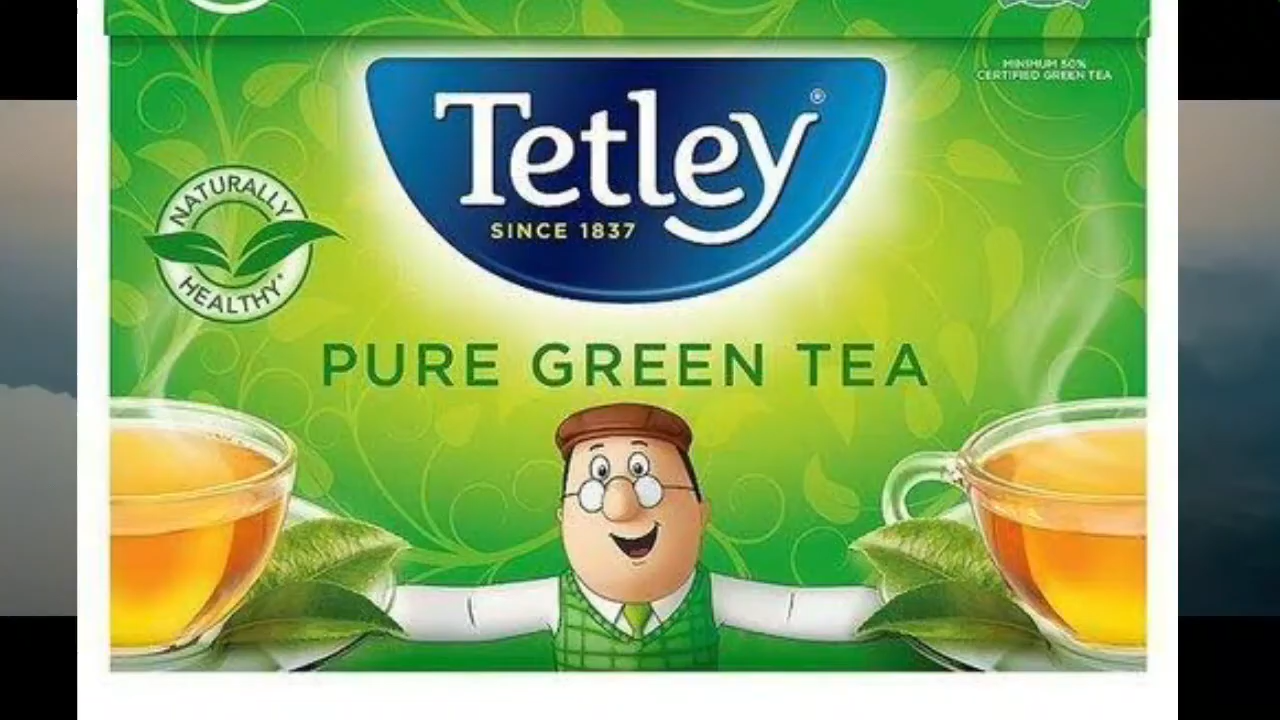 MINIMUM 50%
CERTIFIED GREEN TEA
Tetley®
SINCE 1837
NATURALLY
HEALTHY*
PURE GREEN TEA